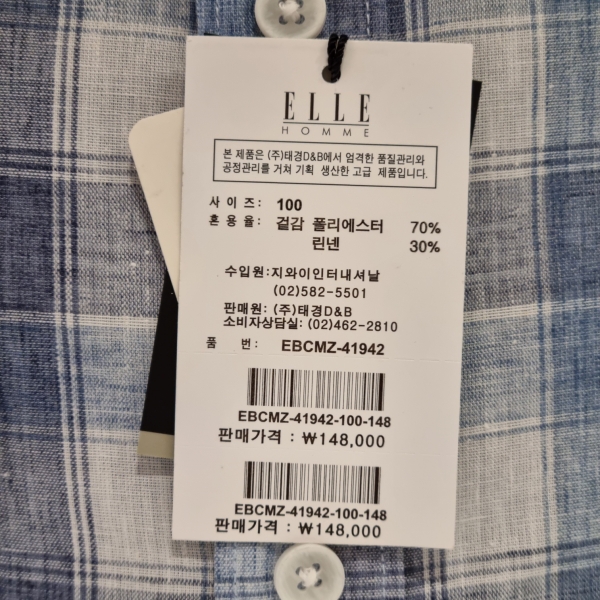 ELLE
HOMME
본 제품은 (주)태경D&B에서 엄격한 품질관리와
공정관리를 거쳐 기획 생산한 고급 제품입니다.
사 이 즈 : 100
혼 용 율 : 겉감 폴리에스터 70%
린넨 30%
수입원:지와이인터내셔날
(02)582-5501
판매원: (주)태경D&B
소비자상담실: (02)462-2810
품 번: EBCMZ-41942
EBCMZ-41942-100-148
판매가격 : ₩148,000
EBCMZ-41942-100-148
판매가격 : ₩148,000